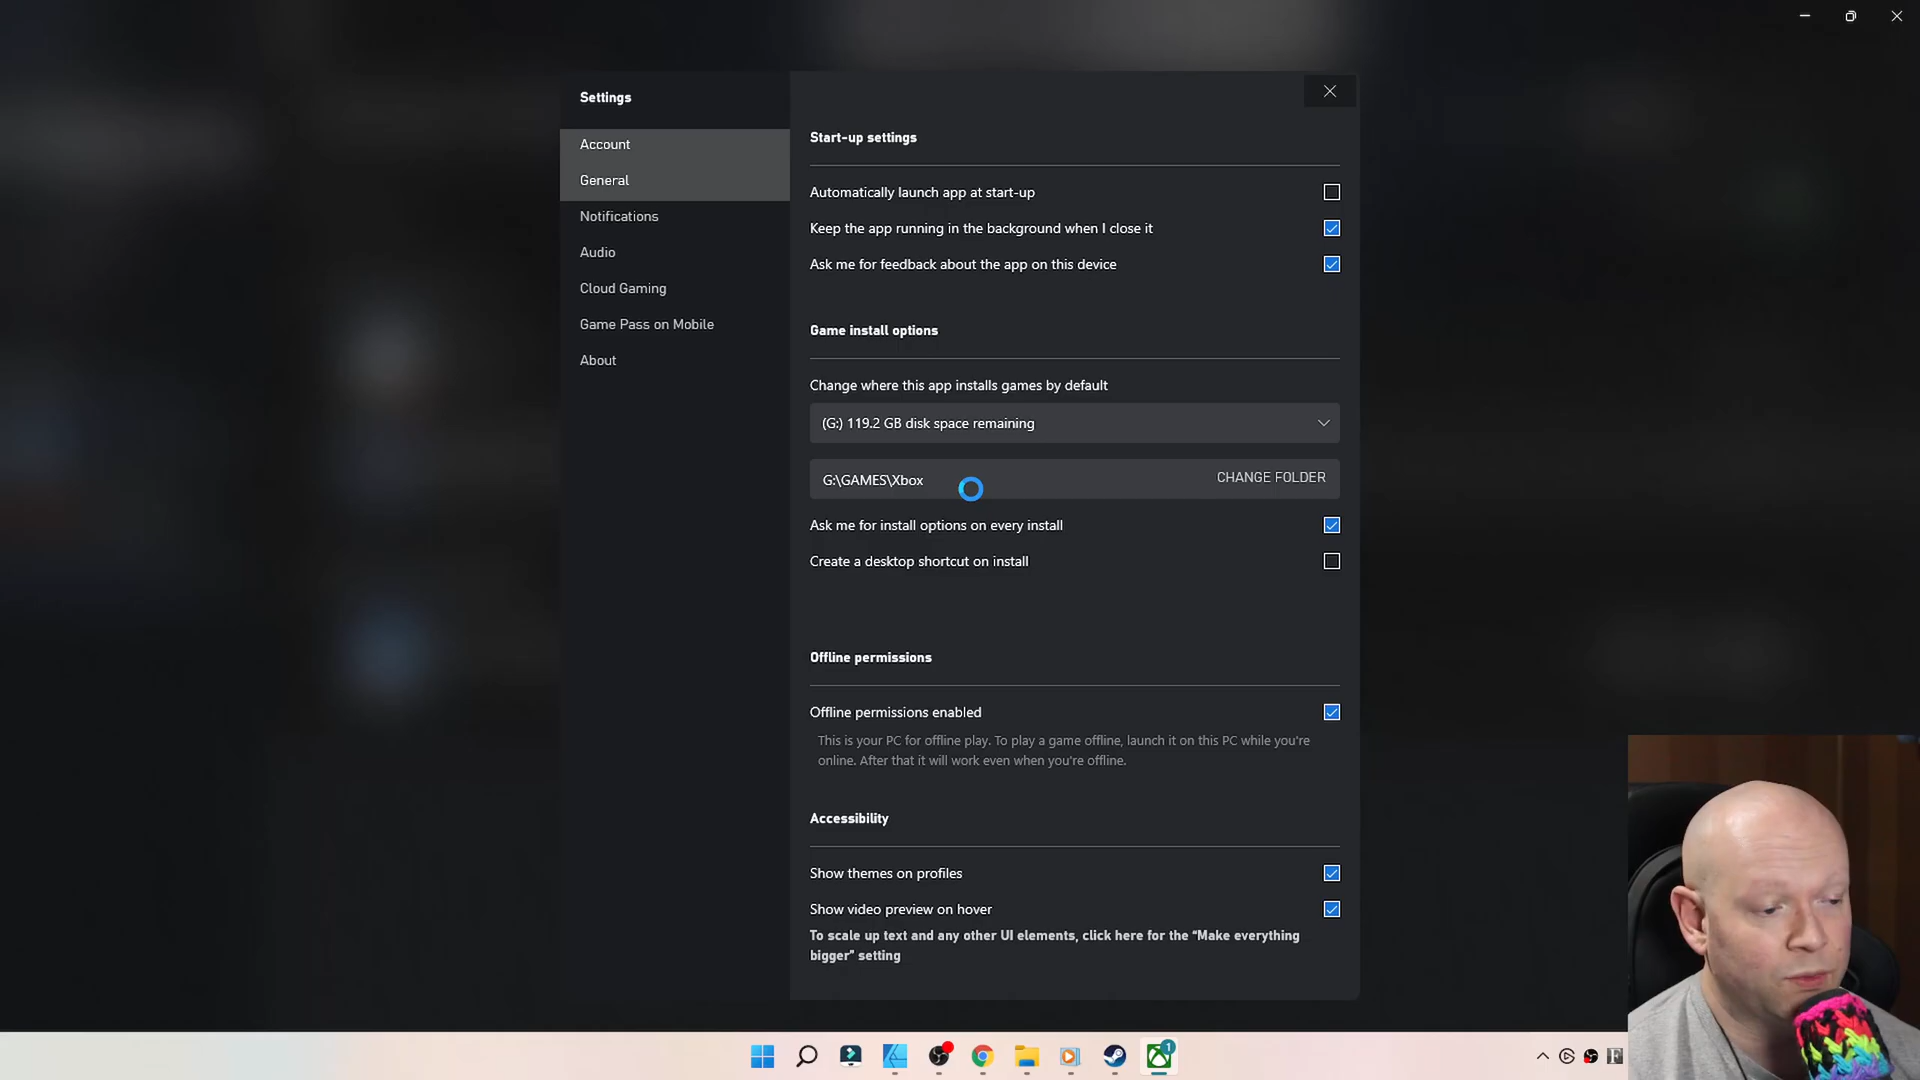 Settings
Account
General
Notifications
Audio
Cloud Gaming
Game Pass on Mobile
About
Start-up settings
Automatically launch app at start-up
Keep the app running in the background when I close it
Ask me for feedback about the app on this device
Game install options
Change where this app installs games by default
(G:) 119.2 GB disk space remaining
G:\GAMES\Xbox CHANGE FOLDER
Ask me for install options on every install
Create a desktop shortcut on install
Offline permissions
Offline permissions enabled
This is your PC for offline play. To play a game offline, launch it on this PC while you're
online. After that it will work even when you're offline.
Accessibility
Show themes on profiles
Show video preview on hover
To scale up text and any other UI elements, click here for the “Make everything
bigger” setting
1
F